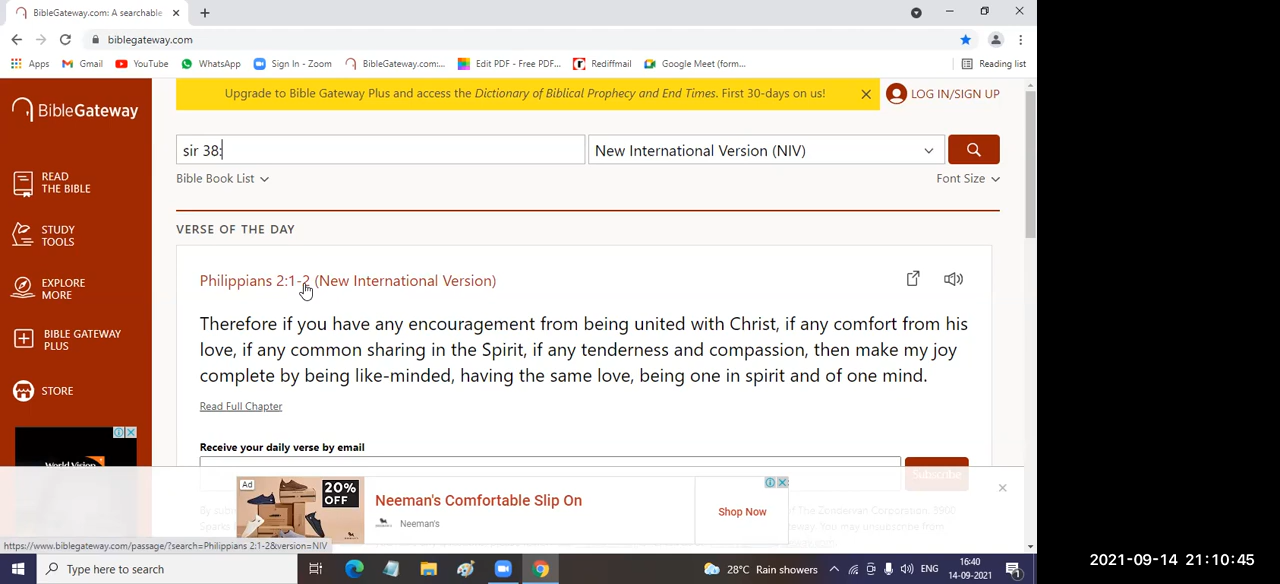 BibleGateway.com: A searchable
biblegateway.com
Apps Gmail YouTube WhatsApp Sign In - Zoom BibleGateway.com:... Edit PDF - Free PDF... Rediffmail Google Meet (form... Reading list
BibleGateway
Upgrade to Bible Gateway Plus and access the Dictionary of Biblical Prophecy and End Times. First 30-days on us!
LOG IN/SIGN UP
sir 38:
New International Version (NIV)
Bible Book List
Font Size
READ
THE BIBLE
STUDY
TOOLS
EXPLORE
MORE
BIBLE GATEWAY
PLUS
STORE
VERSE OF THE DAY
Philippians 2:1-2 (New International Version)
Therefore if you have any encouragement from being united with Christ, if any comfort from his
love, if any common sharing in the Spirit, if any tenderness and compassion, then make my joy
complete by being like-minded, having the same love, being one in spirit and of one mind.
Read Full Chapter
Receive your daily verse by email
Subscribe
World Vision
Ad
20%
OFF
Neeman's Comfortable Slip On
Neeman's
Shop Now
https://www.biblegateway.com/passage/?search=Philippians 2:1-2&version=NIV
Type here to search
28°C Rain showers
ENG
16:40
14-09-2021
1
2021-09-14 21:10:45